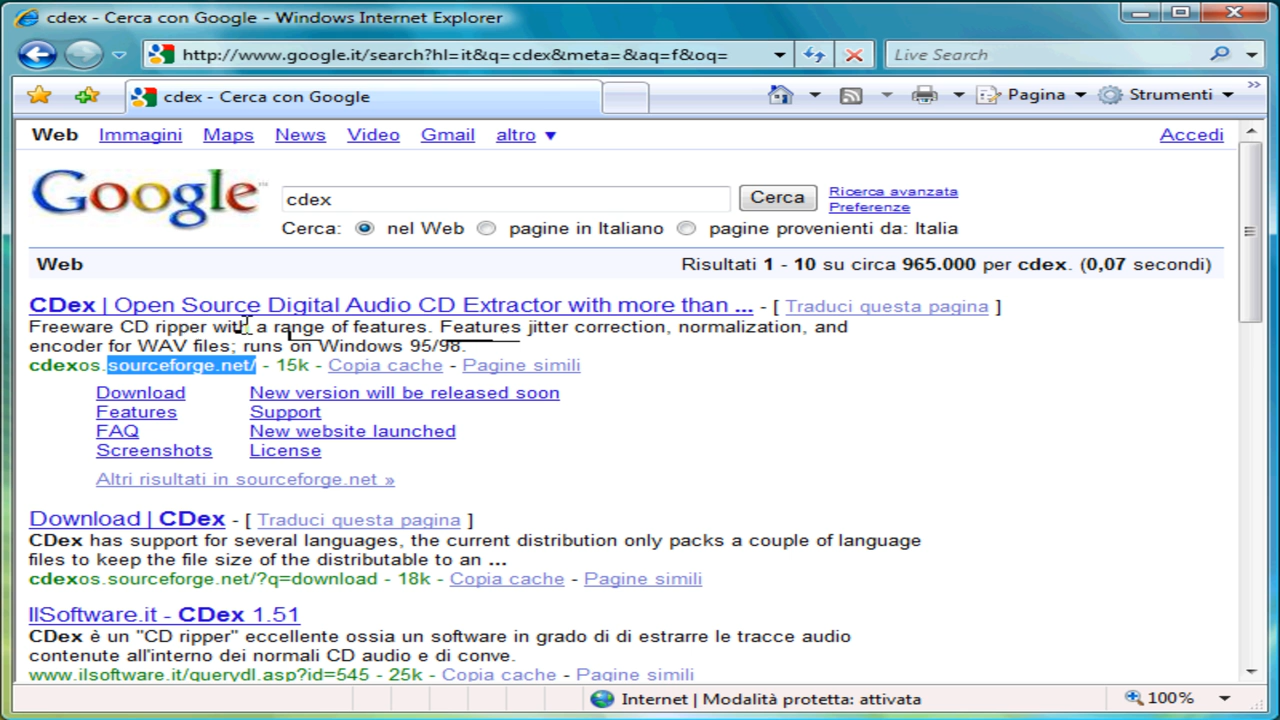 cdex - Cerca con Google - Windows Internet Explorer
http://www.google.it/search?hl=it&q=cdex&meta=&aq=f&oq=
Live Search
cdex - Cerca con Google
Pagina
Strumenti
»
Web Immagini Maps News Video Gmail altro ▼
Accedi
Google™
cdex
Cerca
Ricerca avanzata
Preferenze
Cerca: nel Web pagine in Italiano pagine provenienti da: Italia
Web
Risultati 1 - 10 su circa 965.000 per cdex. (0,07 secondi)
CDex | Open Source Digital Audio CD Extractor with more than ... - [ Traduci questa pagina ]
Freeware CD ripper with a range of features. Features jitter correction, normalization, and
encoder for WAV files; runs on Windows 95/98.
cdexos.sourceforge.net/ - 15k - Copia cache - Pagine simili
Download New version will be released soon
Features Support
FAQ New website launched
Screenshots License
Altri risultati in sourceforge.net »
Download | CDex - [ Traduci questa pagina ]
CDex has support for several languages, the current distribution only packs a couple of language
files to keep the file size of the distributable to an ...
cdexos.sourceforge.net/?q=download - 18k - Copia cache - Pagine simili
IlSoftware.it - CDex 1.51
CDex è un "CD ripper" eccellente ossia un software in grado di di estrarre le tracce audio
contenute all'interno dei normali CD audio e di conve.
www.ilsoftware.it/querydl.asp?id=545 - 25k - Copia cache - Pagine simili
Internet | Modalità protetta: attivata
100%